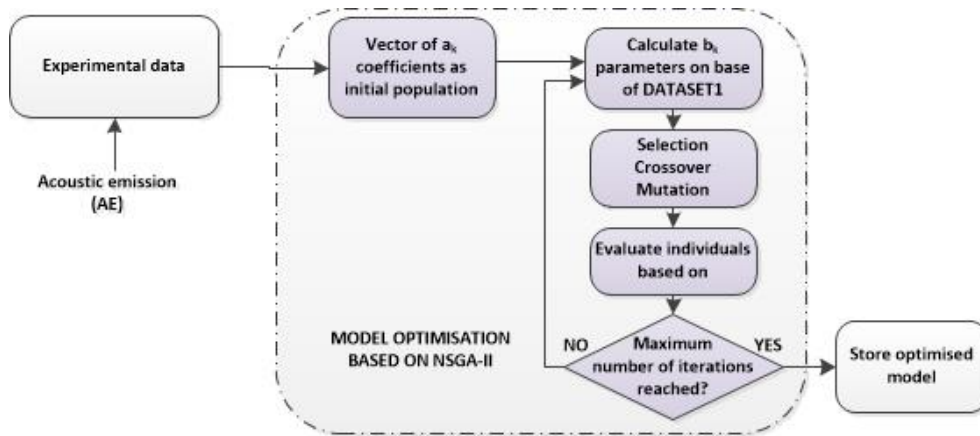 Experimental data
Acoustic emission
(AE)
Vector of aₖ
coefficients as
initial population
Calculate bₖ
parameters on base
of DATASET1
Selection
Crossover
Mutation
Evaluate individuals
based on
Maximum
number of iterations
reached?
NO
YES
MODEL OPTIMISATION
BASED ON NSGA-II
Store optimised
model